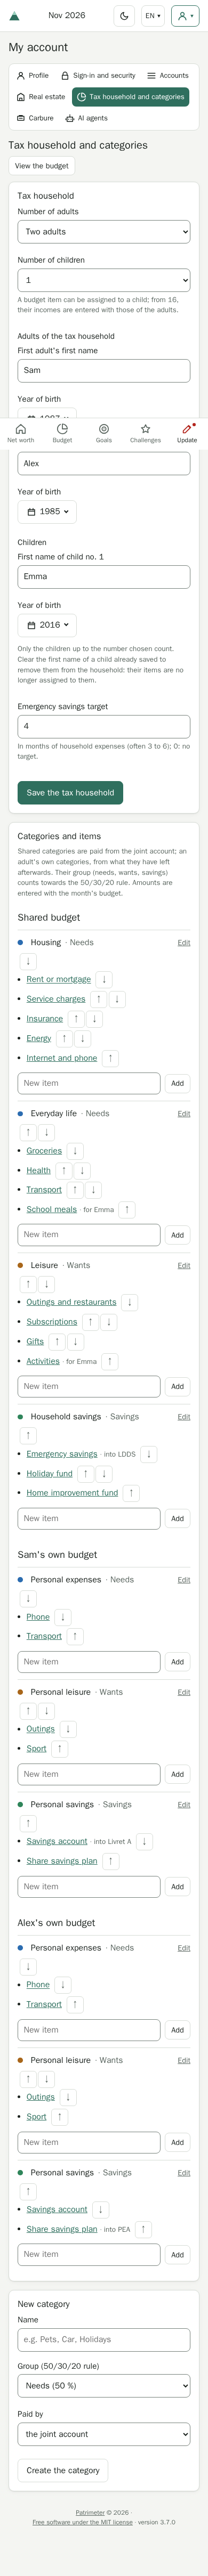 Nov 2026
EN
My account
Profile
Sign-in and security
Accounts
Real estate
Tax household and categories
Carbure
AI agents
Tax household and categories
View the budget
Tax household
Number of adults
Two adults
Number of children
1
A budget item can be assigned to a child; from 16,
their incomes are entered with those of the adults.
Adults of the tax household
First adult's first name
Sam
Year of birth
Net worth
Budget
Goals
Challenges
Update
Alex
Year of birth
1985
Children
First name of child no. 1
Emma
Year of birth
2016
Only the children up to the number chosen count.
Clear the first name of a child already saved to
remove them from the household: their items are no
longer assigned to them.
Emergency savings target
4
In months of household expenses (often 3 to 6); 0: no
target.
Save the tax household
Categories and items
Shared categories are paid from the joint account; an
adult's own categories, from what they have left
afterwards. Their group (needs, wants, savings)
counts towards the 50/30/20 rule. Amounts are
entered with the month's budget.
Shared budget
Housing · Needs Edit
↓
Rent or mortgage ↓
Service charges ↑ ↓
Insurance ↑ ↓
Energy ↑ ↓
Internet and phone ↑
New item Add
Everyday life · Needs Edit
↑ ↓
Groceries ↓
Health ↑ ↓
Transport ↑ ↓
School meals · for Emma ↑
New item Add
Leisure · Wants Edit
↑ ↓
Outings and restaurants ↓
Subscriptions ↑ ↓
Gifts ↑ ↓
Activities · for Emma ↑
New item Add
Household savings · Savings Edit
↑
Emergency savings · into LDDS ↓
Holiday fund ↑ ↓
Home improvement fund ↑
New item Add
Sam's own budget
Personal expenses · Needs Edit
↓
Phone ↓
Transport ↑
New item Add
Personal leisure · Wants Edit
↑ ↓
Outings ↓
Sport ↑
New item Add
Personal savings · Savings Edit
↑
Savings account · into Livret A ↓
Share savings plan ↑
New item Add
Alex's own budget
Personal expenses · Needs Edit
↓
Phone ↓
Transport ↑
New item Add
Personal leisure · Wants Edit
↑ ↓
Outings ↓
Sport ↑
New item Add
Personal savings · Savings Edit
↑
Savings account ↓
Share savings plan · into PEA ↑
New item Add
New category
Name
e.g. Pets, Car, Holidays
Group (50/30/20 rule)
Needs (50 %)
Paid by
the joint account
Create the category
Patrimeter © 2026 ·
Free software under the MIT license · version 3.7.0